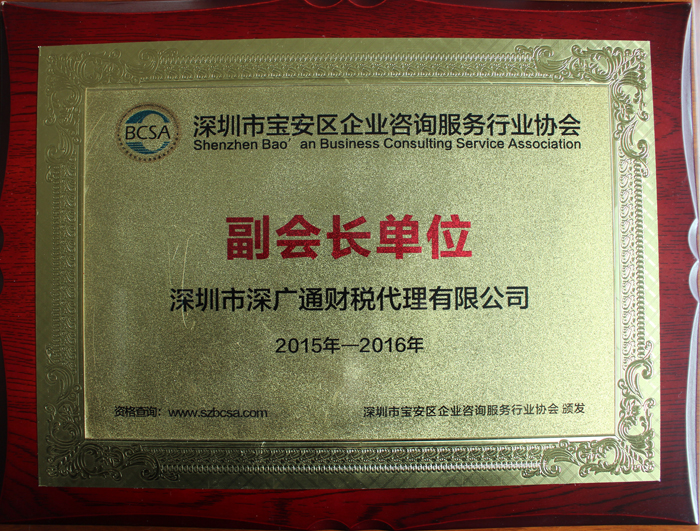 BCSA
深圳市宝安区企业咨询服务行业协会
Shenzhen Bao'an Business Consulting Service Association
副会长单位
深圳市深广通财税代理有限公司
2015年—2016年
资格查询：www.szbcsa.com 深圳市宝安区企业咨询服务行业协会 颁发